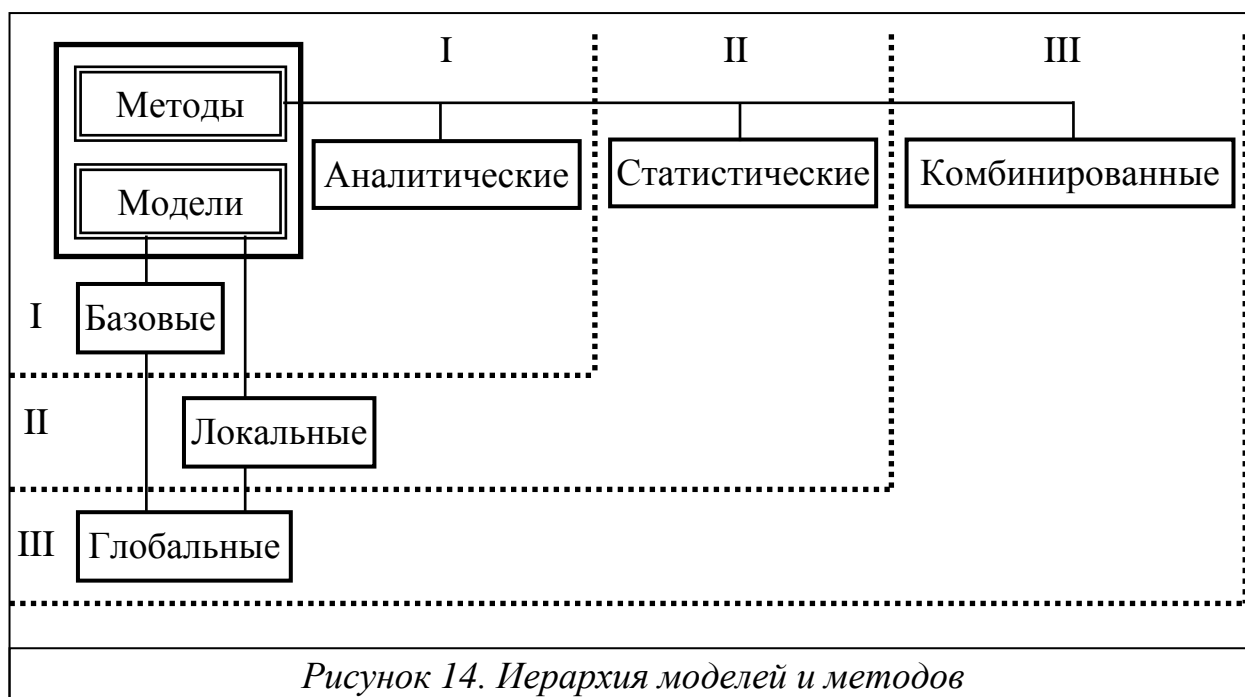 I II III
Методы
Аналитические Статистические Комбинированные
Модели
I Базовые
II Локальные
III Глобальные
Рисунок 14. Иерархия моделей и методов